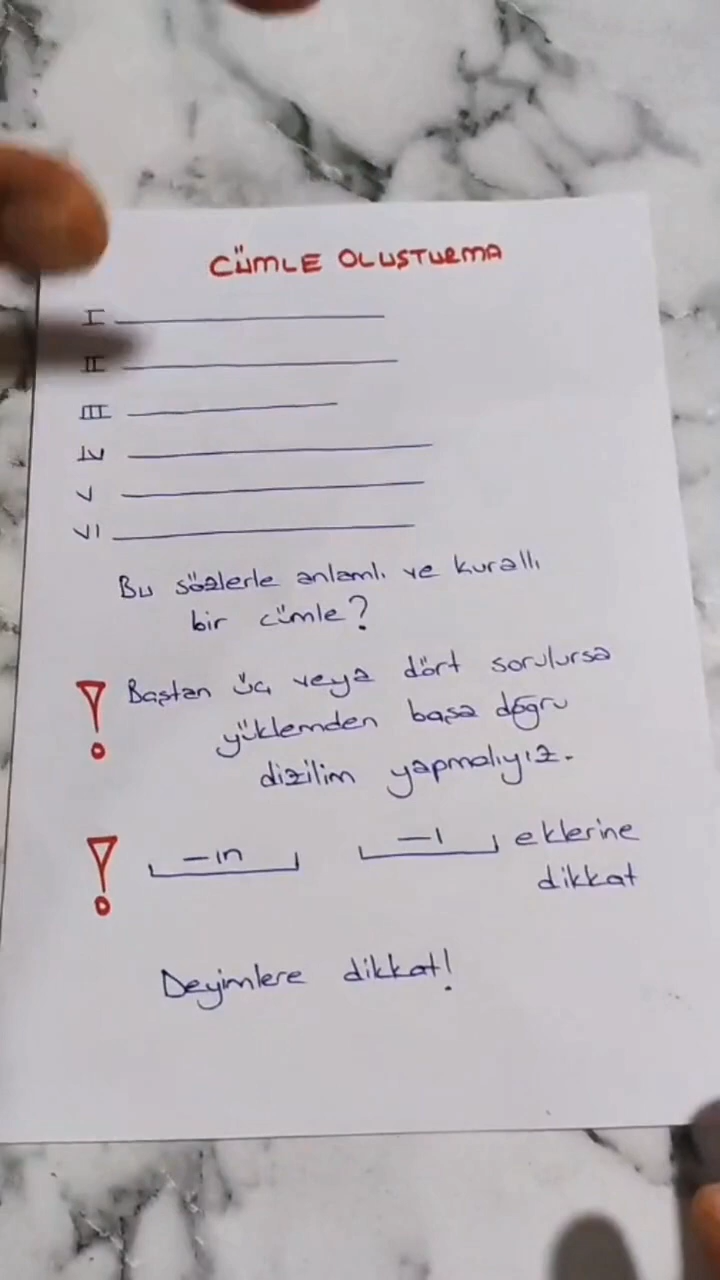 CÜMLE OLUŞTURMA
I
II
III
IV
V
VI
Bu sözlerle anlamlı ve kurallı
bir cümle?
! Baştan üç veya dört sorulursa
yüklemden başa doğru
dizilim yapmalıyız.
! -ın -ı eklerine
dikkat
Deyimlere dikkat!